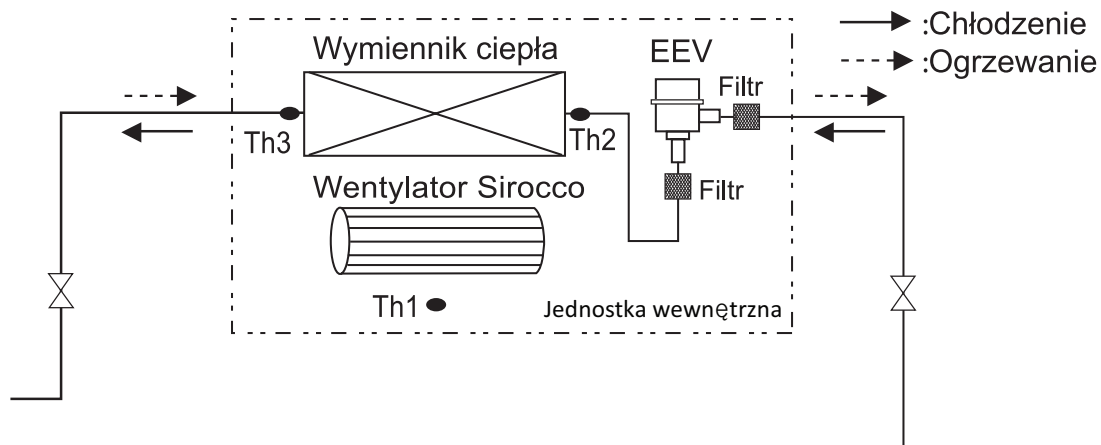 :Chłodzenie
:Ogrzewanie
Wymiennik ciepła
EEV
Filtr
Th3
Th2
Wentylator Sirocco
Filtr
Th1
Jednostka wewnętrzna